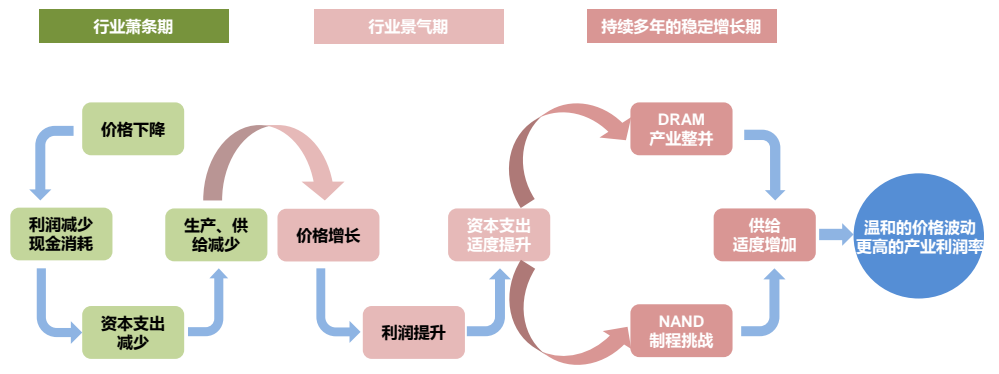 行业萧条期
行业景气期
持续多年的稳定增长期
价格下降
利润减少
现金消耗
资本支出
减少
生产、供
给减少
价格增长
利润提升
资本支出
适度提升
DRAM
产业整并
NAND
制程挑战
供给
适度增加
温和的价格波动
更高的产业利润率